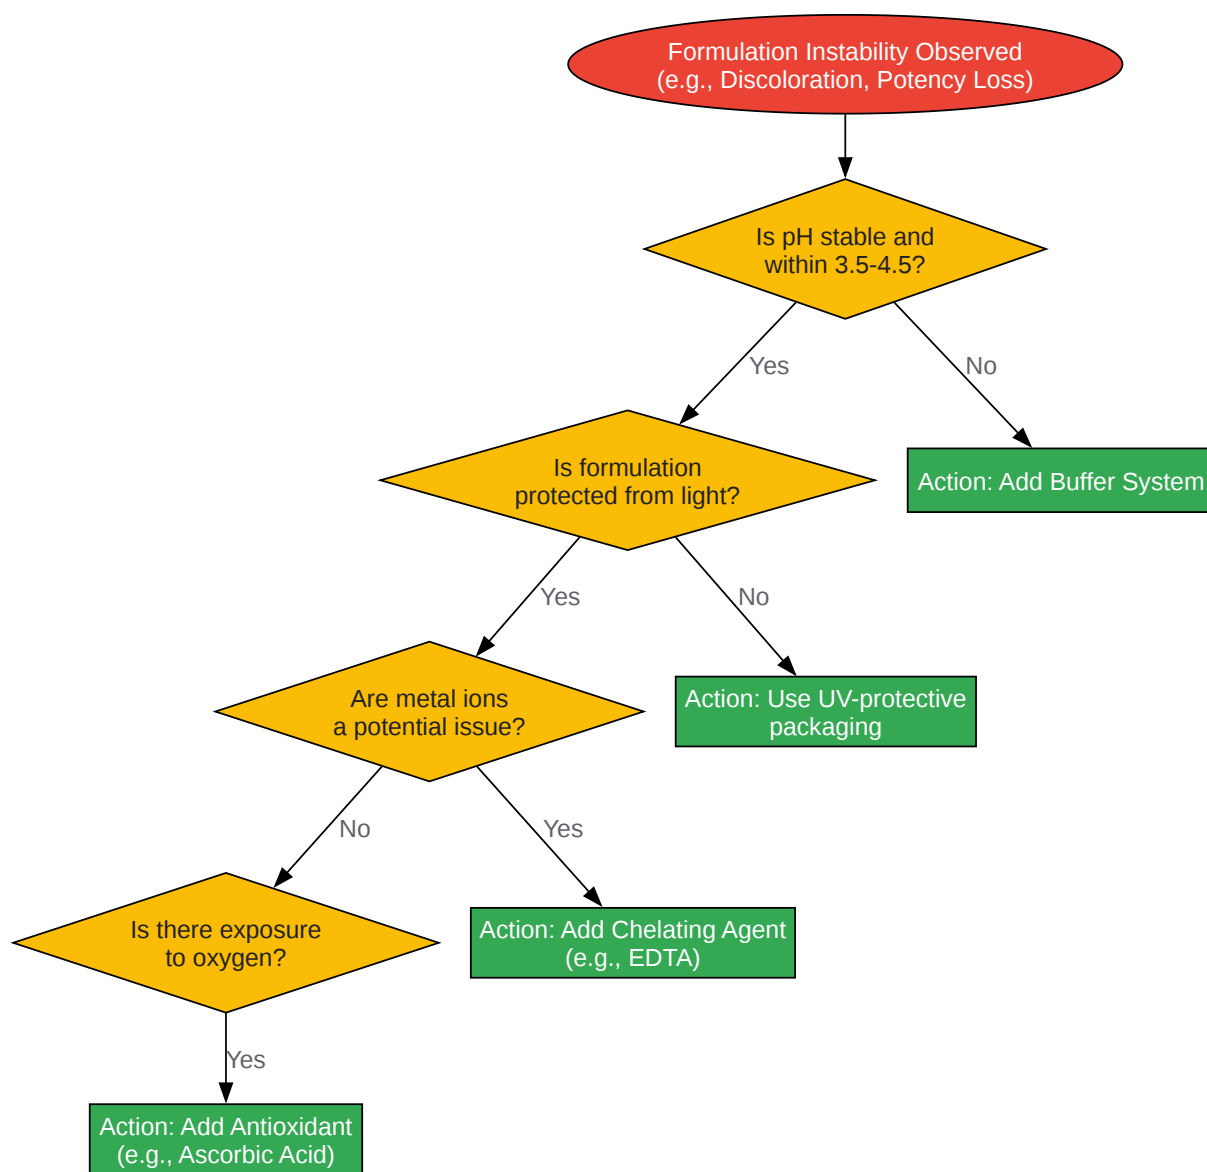 Formulation Instability Observed
(e.g., Discoloration, Potency Loss)
Is pH stable and
within 3.5-4.5?
Yes
No
Is formulation
protected from light?
Action: Add Buffer System
Yes
No
Are metal ions
a potential issue?
Action: Use UV-protective
packaging
No
Yes
Is there exposure
to oxygen?
Action: Add Chelating Agent
(e.g., EDTA)
Yes
Action: Add Antioxidant
(e.g., Ascorbic Acid)